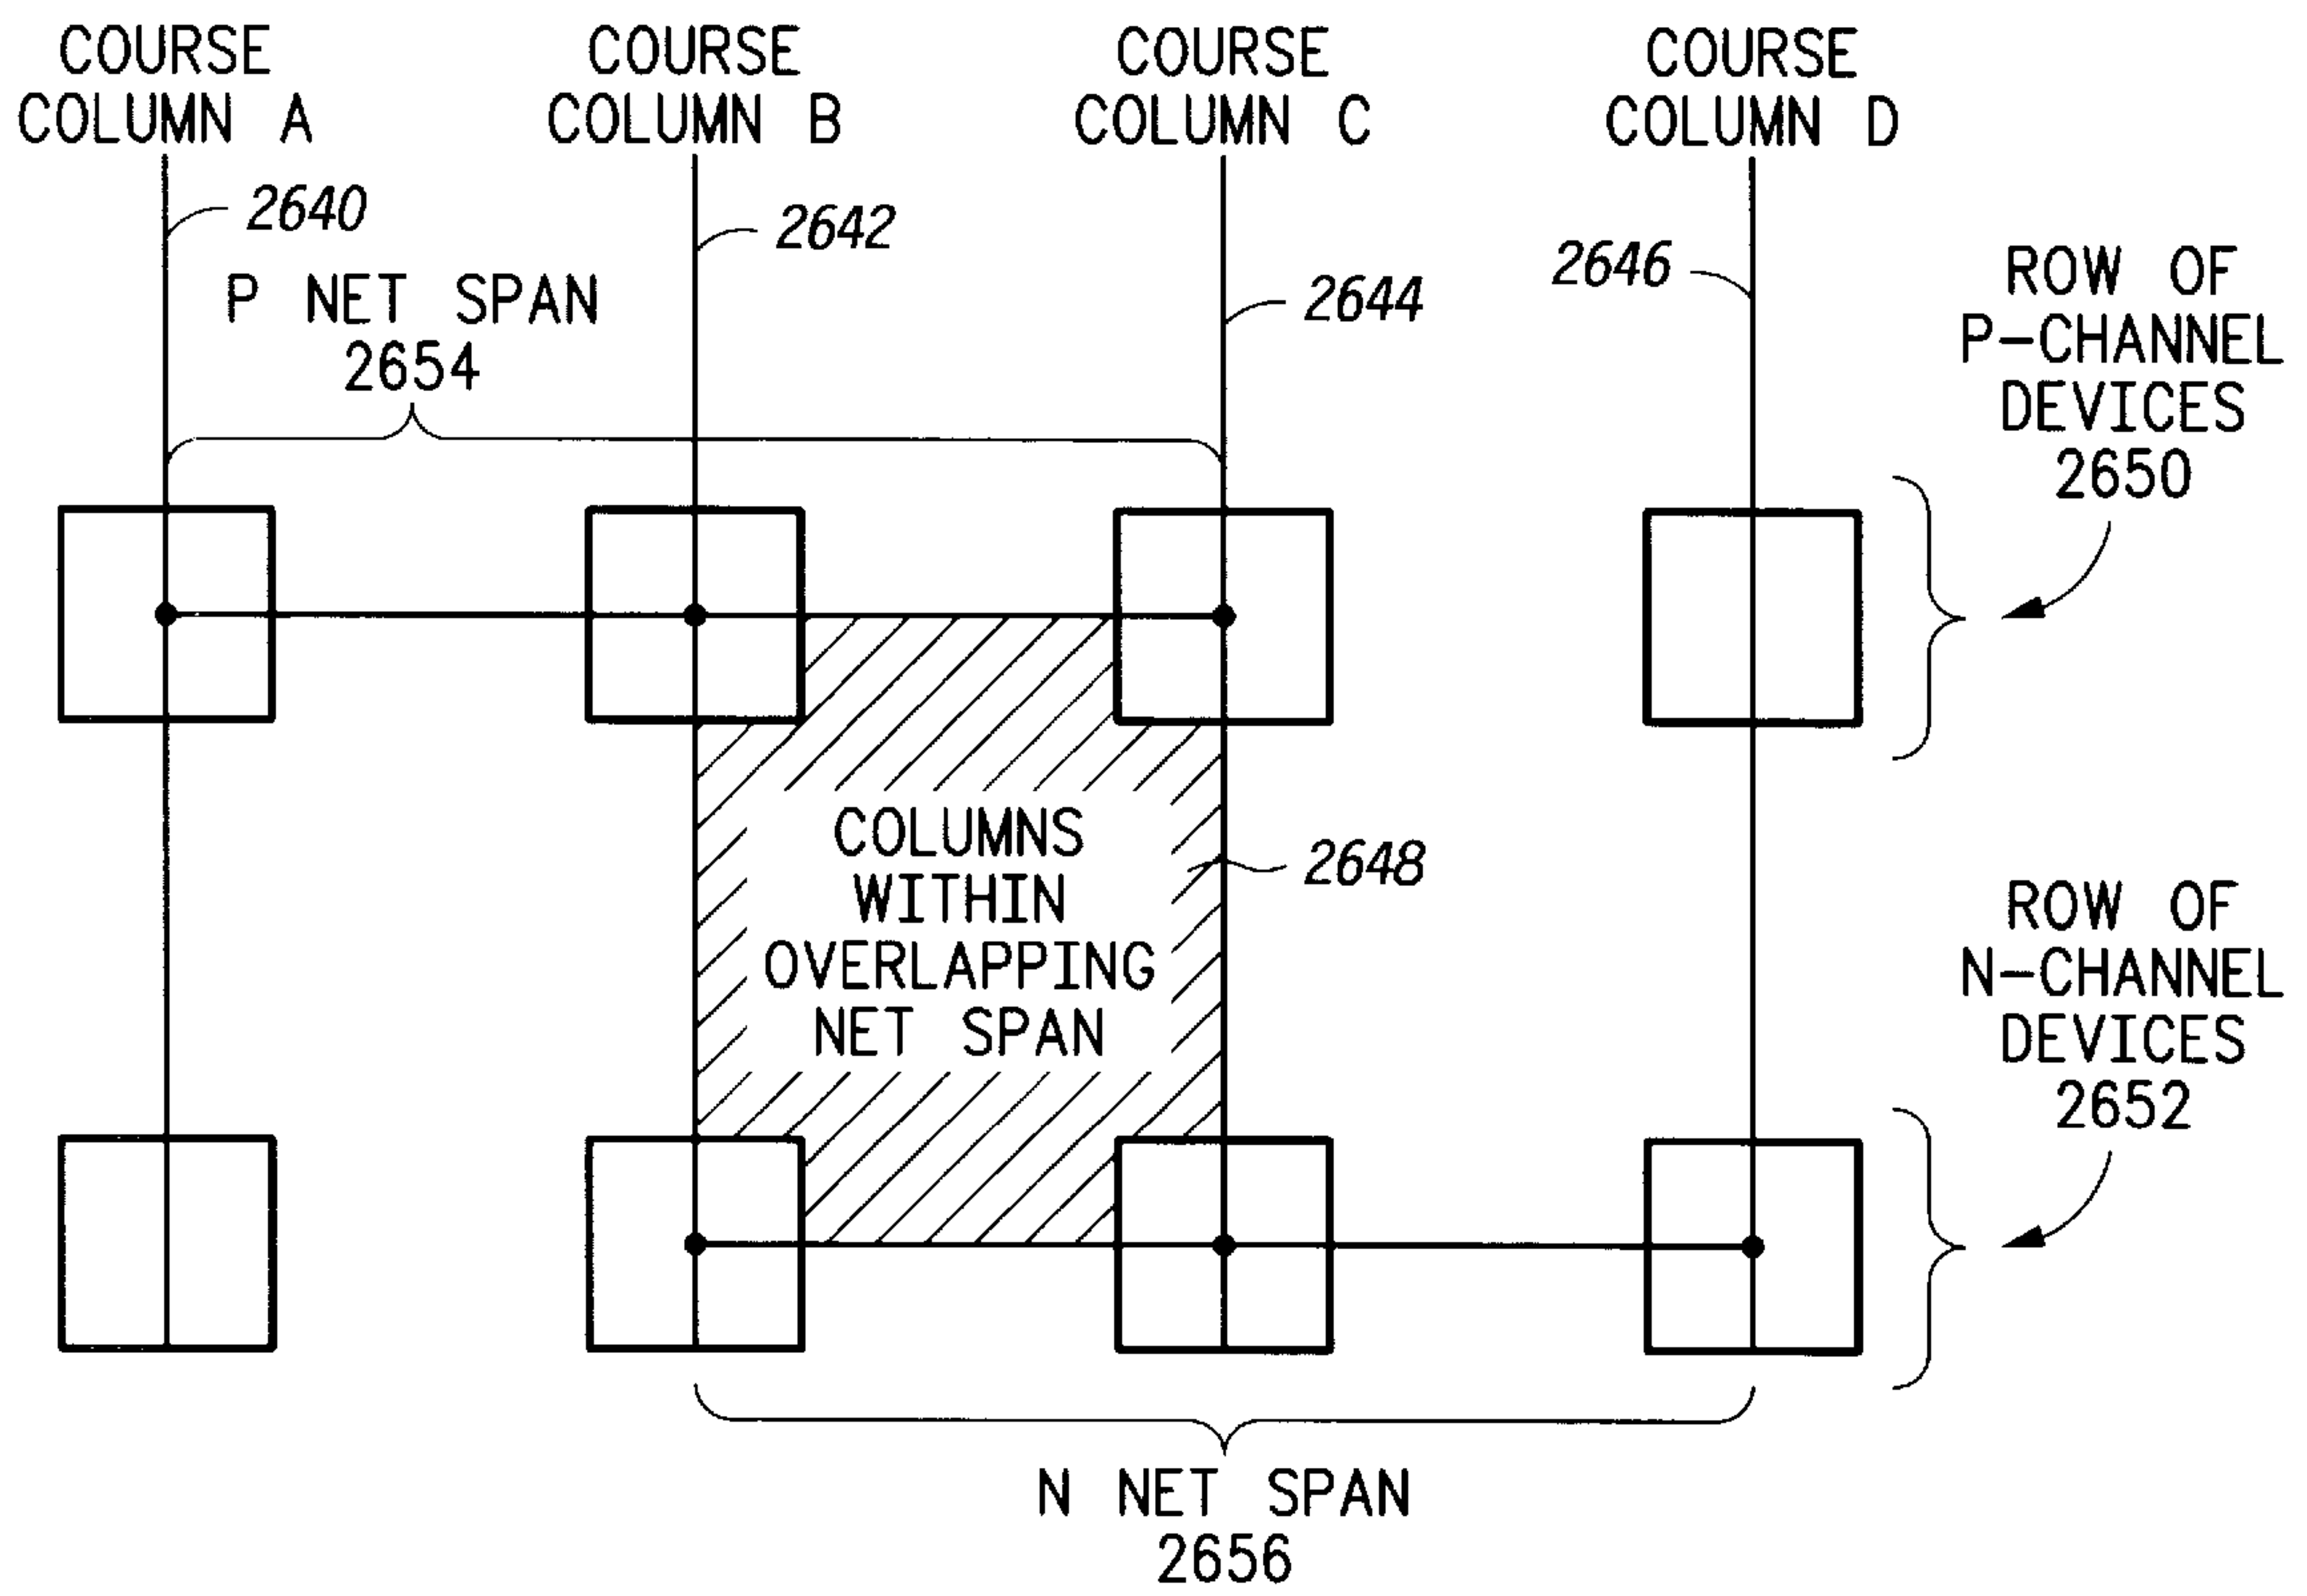 COURSE
COLUMN A
COURSE
COLUMN B
COURSE
COLUMN C
COURSE
COLUMN D
2640
2642
2644
2646
P NET SPAN
2654
ROW OF
P-CHANNEL
DEVICES
2650
COLUMNS
WITHIN
OVERLAPPING
NET SPAN
2648
ROW OF
N-CHANNEL
DEVICES
2652
N NET SPAN
2656